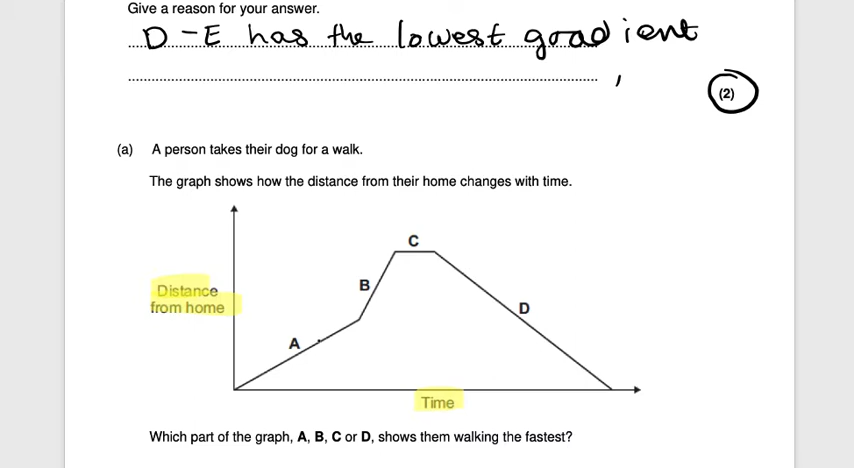 Give a reason for your answer.
D - E has the lowest gradient
(2)
(a) A person takes their dog for a walk.
The graph shows how the distance from their home changes with time.
C
B
Distance
from home
D
A
Time
Which part of the graph, A, B, C or D, shows them walking the fastest?